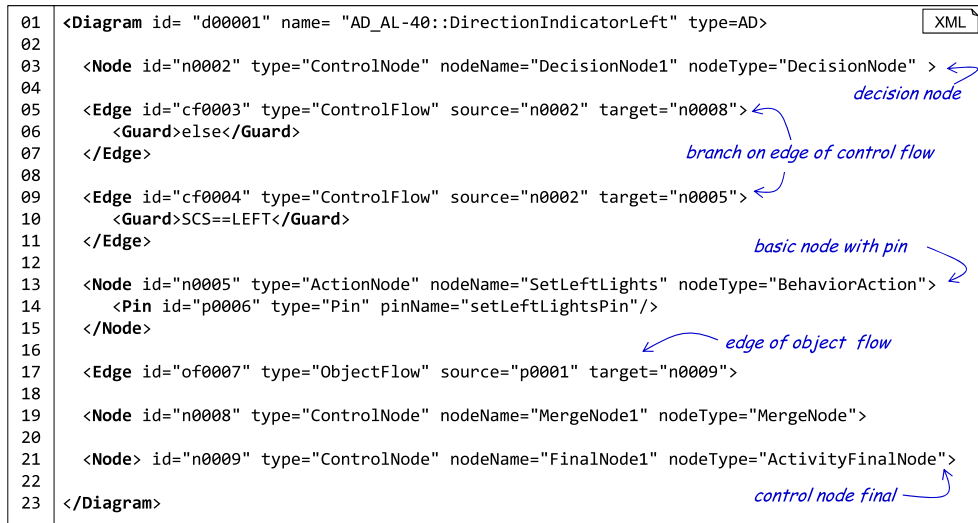 01 <Diagram id= "d00001" name= "AD_AL-40::DirectionIndicatorLeft" type=AD> XML
02
03 <Node id="n0002" type="ControlNode" nodeName="DecisionNode1" nodeType="DecisionNode" >
04 decision node
05 <Edge id="cf0003" type="ControlFlow" source="n0002" target="n0008">
06 <Guard>else</Guard>
07 </Edge> branch on edge of control flow
08
09 <Edge id="cf0004" type="ControlFlow" source="n0002" target="n0005">
10 <Guard>SCS==LEFT</Guard>
11 </Edge> basic node with pin
12
13 <Node id="n0005" type="ActionNode" nodeName="SetLeftLights" nodeType="BehaviorAction">
14 <Pin id="p0006" type="Pin" pinName="setLeftLightsPin"/>
15 </Node>
16 edge of object flow
17 <Edge id="of0007" type="ObjectFlow" source="p0001" target="n0009">
18
19 <Node id="n0008" type="ControlNode" nodeName="MergeNode1" nodeType="MergeNode">
20
21 <Node> id="n0009" type="ControlNode" nodeName="FinalNode1" nodeType="ActivityFinalNode">
22
23 </Diagram> control node final